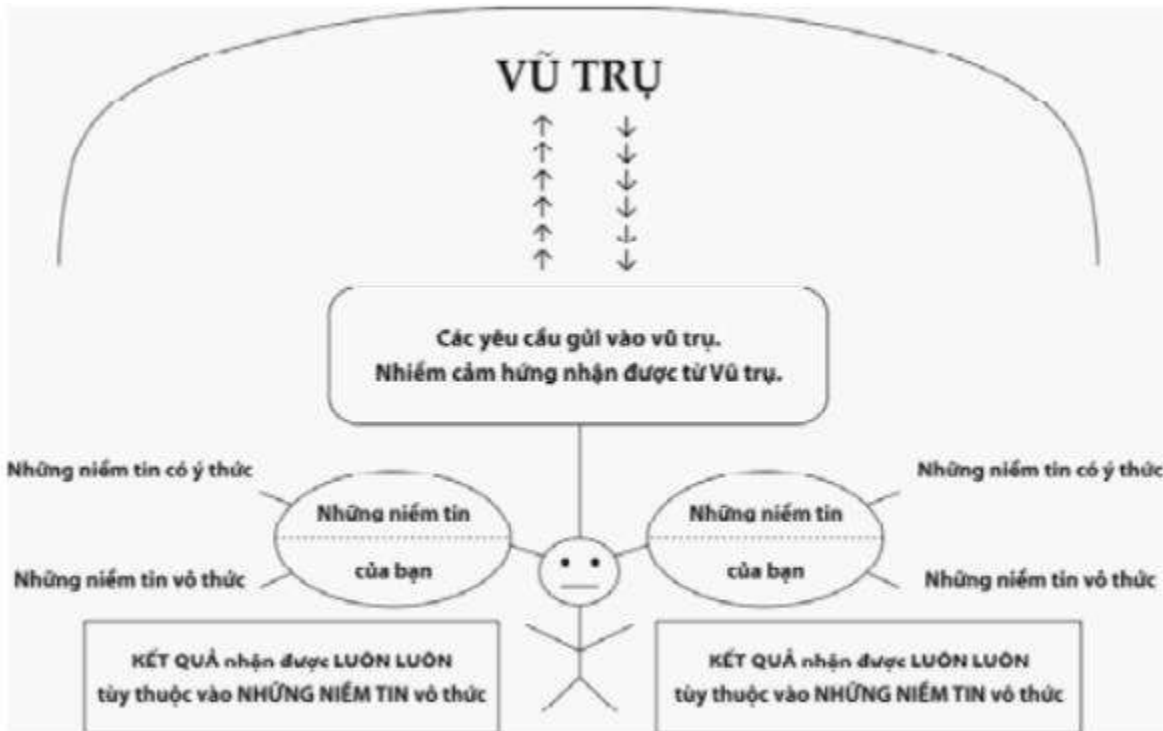 VŨ TRỤ
Các yêu cầu gửi vào vũ trụ.
Nhiềm cảm hứng nhận được từ Vũ trụ.
Những niềm tin có ý thức
Những niềm tin có ý thức
Những niềm tin
của bạn
Những niềm tin
của bạn
Những niềm tin vô thức
Những niềm tin vô thức
KẾT QUẢ nhận được LUÔN LUÔN
tùy thuộc vào NHỮNG NIỀM TIN vô thức
KẾT QUẢ nhận được LUÔN LUÔN
tùy thuộc vào NHỮNG NIỀM TIN vô thức